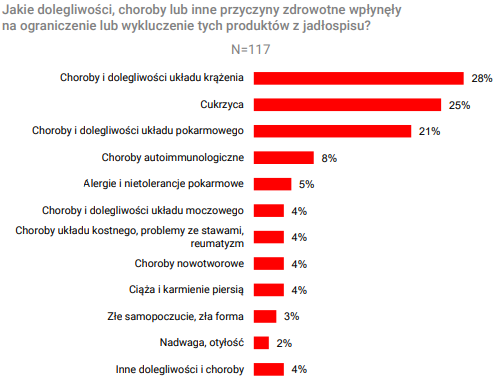 Jakie dolegliwości, choroby lub inne przyczyny zdrowotne wpłynęły
na ograniczenie lub wykluczenie tych produktów z jadłospisu?
N=117
Choroby i dolegliwości układu krążenia 28%
Cukrzyca 25%
Choroby i dolegliwości układu pokarmowego 21%
Choroby autoimmunologiczne 8%
Alergie i nietolerancje pokarmowe 5%
Choroby i dolegliwości układu moczowego 4%
Choroby układu kostnego, problemy ze stawami,
reumatyzm 4%
Choroby nowotworowe 4%
Ciąża i karmienie piersią 4%
Złe samopoczucie, zła forma 3%
Nadwaga, otyłość 2%
Inne dolegliwości i choroby 4%